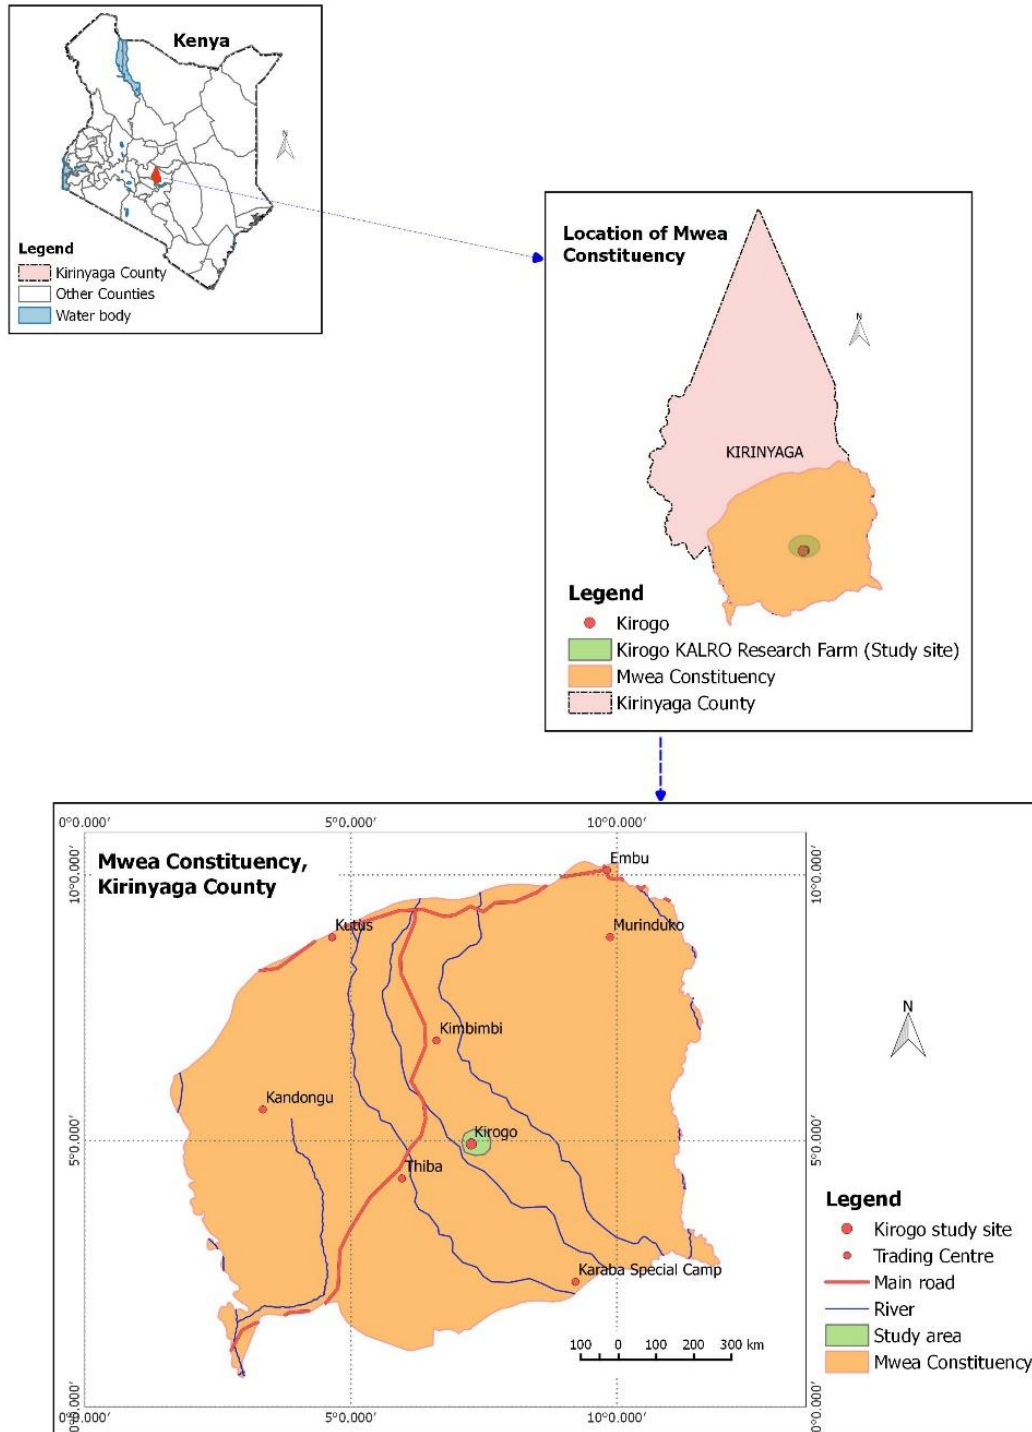 Kenya
N
Legend
Kirinyaga County
Other Counties
Water body
Location of Mwea
Constituency
N
KIRINYAGA
Legend
Kirogo
Kirogo KALRO Research Farm (Study site)
Mwea Constituency
Kirinyaga County
0°0.000′ 5°0.000′ 10°0.000′
Mwea Constituency,
Kirinyaga County
Embu
10°0.000′ 10°0.000′
Kutus
Murinduko
N
Kimbimbi
Kandongu
Kirogo
5°0.000′ 5°0.000′
Thiba
Karaba Special Camp
100 0 100 200 300 km
Legend
Kirogo study site
Trading Centre
Main road
River
Study area
Mwea Constituency
0°0.000′ 0°0.000′
0°0.000′ 5°0.000′ 10°0.000′